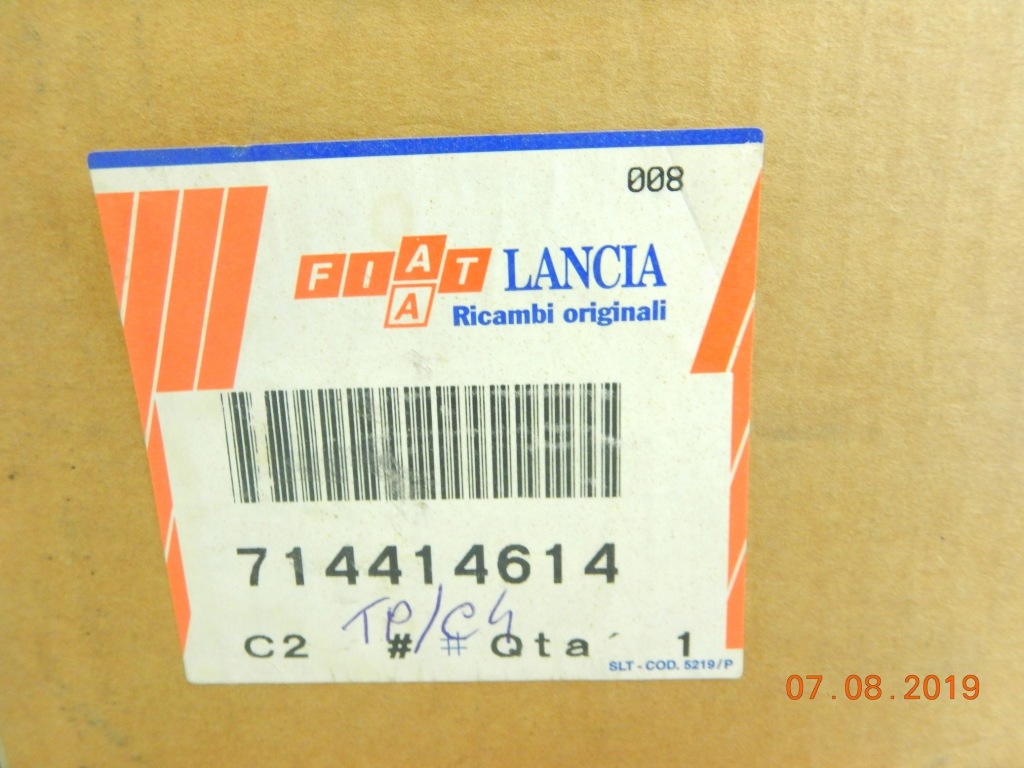 008
FIAT LANCIA
A
Ricambi originali
714414614
TP/C4
C2 # # Qta´ 1
SLT - COD. 5219/P
07.08.2019